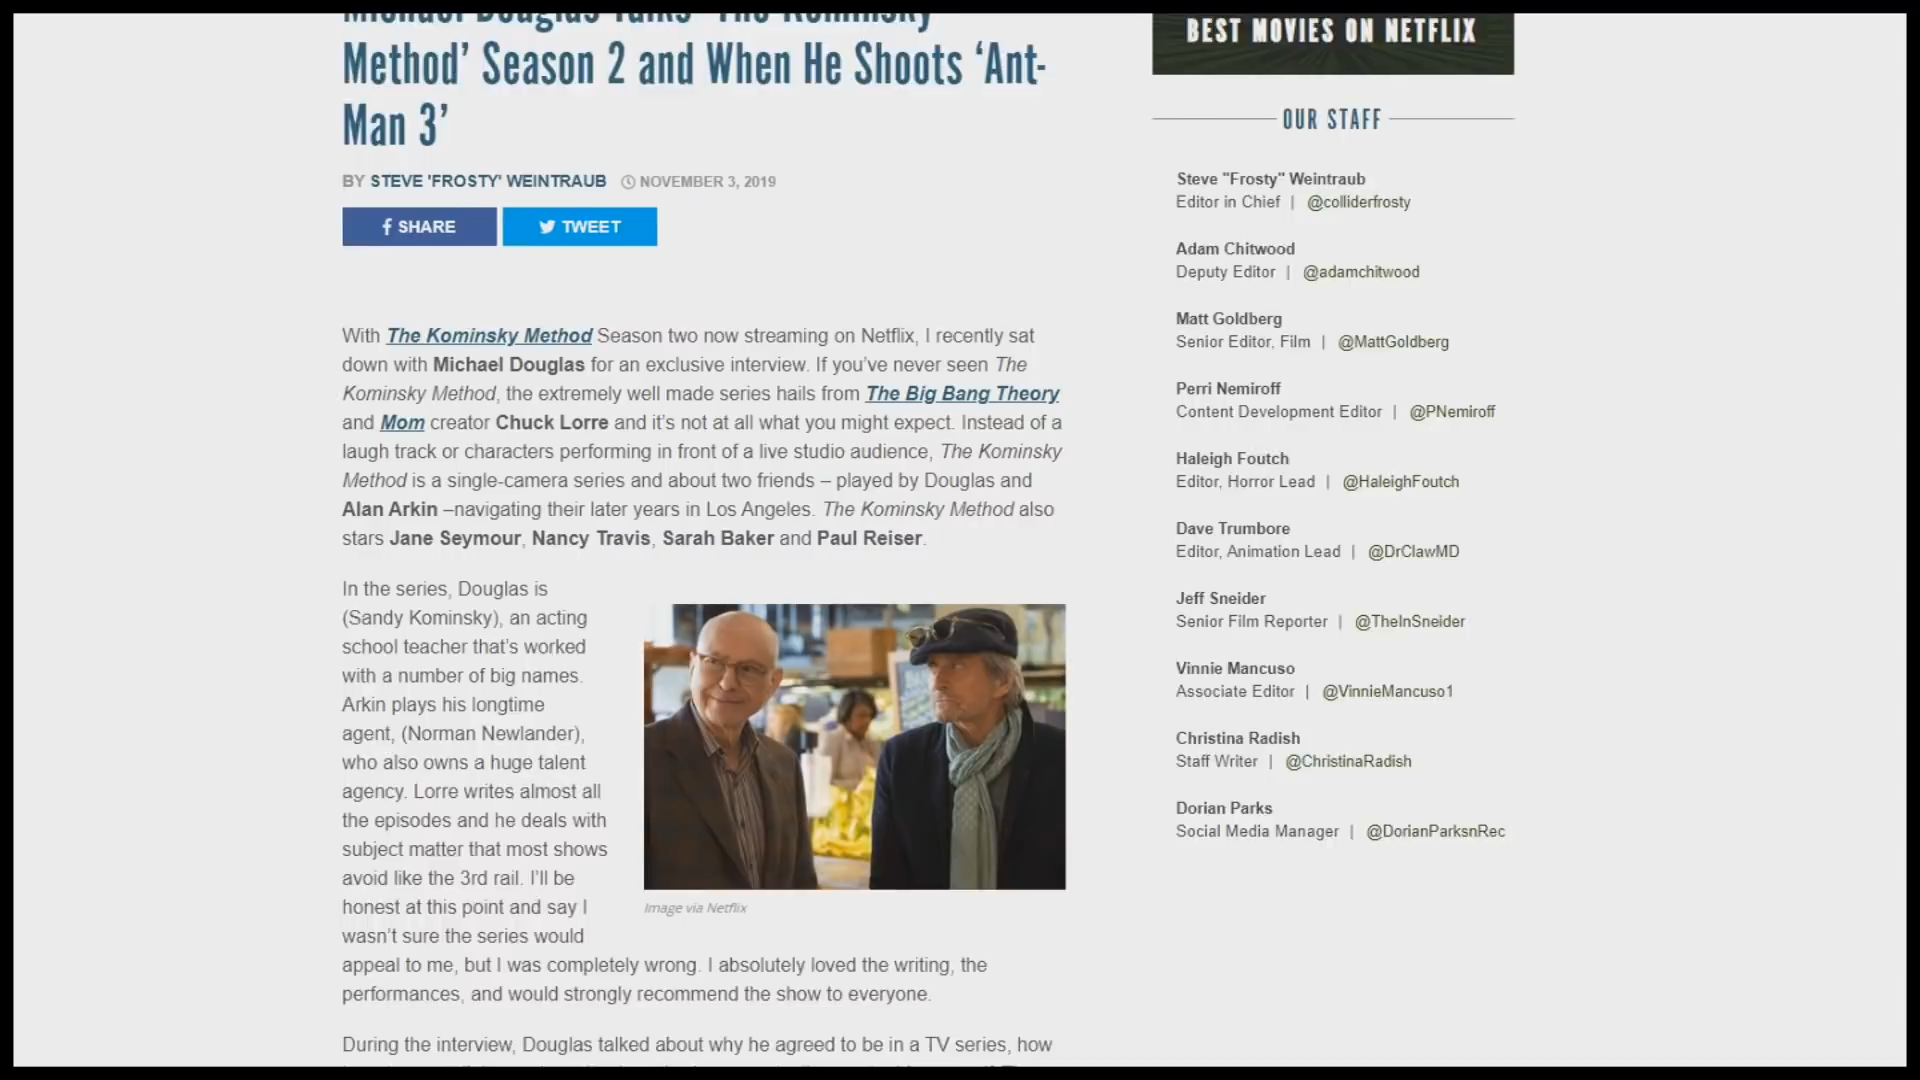 Michael Douglas Talks 'The Kominsky
Method' Season 2 and When He Shoots 'Ant-
Man 3'
BY STEVE 'FROSTY' WEINTRAUB NOVEMBER 3, 2019
SHARE TWEET
With The Kominsky Method Season two now streaming on Netflix, I recently sat
down with Michael Douglas for an exclusive interview. If you've never seen The
Kominsky Method, the extremely well made series hails from The Big Bang Theory
and Mom creator Chuck Lorre and it's not at all what you might expect. Instead of a
laugh track or characters performing in front of a live studio audience, The Kominsky
Method is a single-camera series and about two friends – played by Douglas and
Alan Arkin –navigating their later years in Los Angeles. The Kominsky Method also
stars Jane Seymour, Nancy Travis, Sarah Baker and Paul Reiser.
In the series, Douglas is
(Sandy Kominsky), an acting
school teacher that's worked
with a number of big names.
Arkin plays his longtime
agent, (Norman Newlander),
who also owns a huge talent
agency. Lorre writes almost all
the episodes and he deals with
subject matter that most shows
avoid like the 3rd rail. I'll be
honest at this point and say I
wasn't sure the series would
appeal to me, but I was completely wrong. I absolutely loved the writing, the
performances, and would strongly recommend the show to everyone.
Image via Netflix
During the interview, Douglas talked about why he agreed to be in a TV series, how
BEST MOVIES ON NETFLIX
OUR STAFF
Steve "Frosty" Weintraub
Editor in Chief | @colliderfrosty
Adam Chitwood
Deputy Editor | @adamchitwood
Matt Goldberg
Senior Editor, Film | @MattGoldberg
Perri Nemiroff
Content Development Editor | @PNemiroff
Haleigh Foutch
Editor, Horror Lead | @HaleighFoutch
Dave Trumbore
Editor, Animation Lead | @DrClawMD
Jeff Sneider
Senior Film Reporter | @TheInSneider
Vinnie Mancuso
Associate Editor | @VinnieMancuso1
Christina Radish
Staff Writer | @ChristinaRadish
Dorian Parks
Social Media Manager | @DorianParksnRec